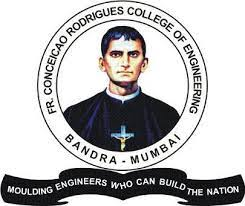 FR. CONCEICAO RODRIGUES COLLEGE OF ENGINEERING
BANDRA - MUMBAI
MOULDING ENGINEERS WHO CAN BUILD THE NATION